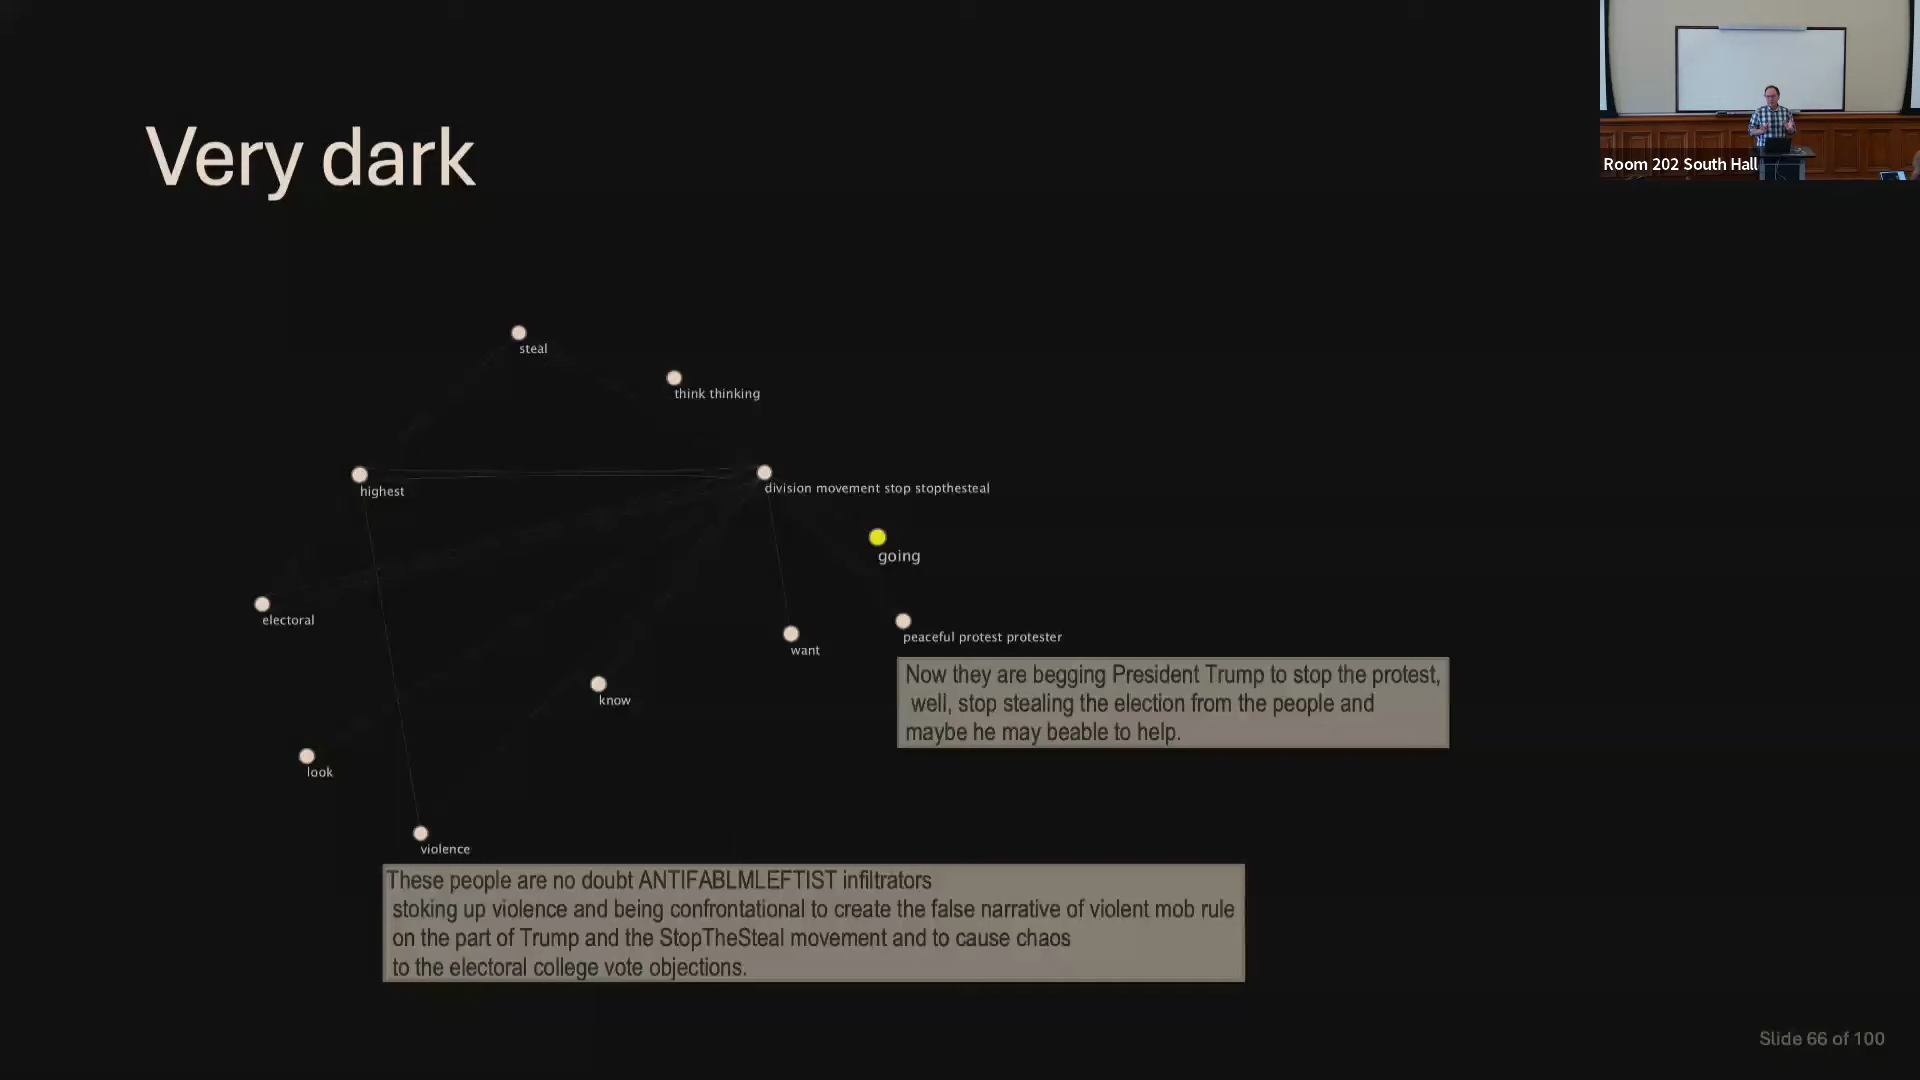 Room 202 South Hall
Very dark
steal
think thinking
highest
division movement stop stopthesteal
going
electoral
peaceful protest protester
want
Now they are begging President Trump to stop the protest,
well, stop stealing the election from the people and
maybe he may beable to help.
know
look
violence
These people are no doubt ANTIFABLMLEFTIST infiltrators
stoking up violence and being confrontational to create the false narrative of violent mob rule
on the part of Trump and the StopTheSteal movement and to cause chaos
to the electoral college vote objections.
Slide 66 of 100